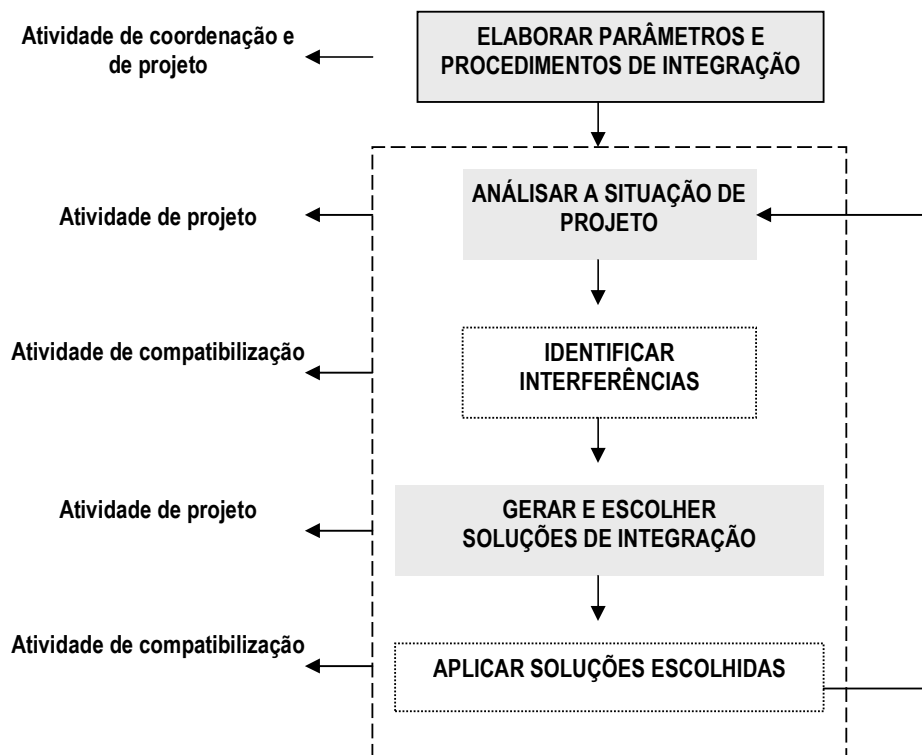 Atividade de coordenação e
de projeto
ELABORAR PARÂMETROS E
PROCEDIMENTOS DE INTEGRAÇÃO
Atividade de projeto
ANÁLISAR A SITUAÇÃO DE
PROJETO
Atividade de compatibilização
IDENTIFICAR
INTERFERÊNCIAS
Atividade de projeto
GERAR E ESCOLHER
SOLUÇÕES DE INTEGRAÇÃO
Atividade de compatibilização
APLICAR SOLUÇÕES ESCOLHIDAS